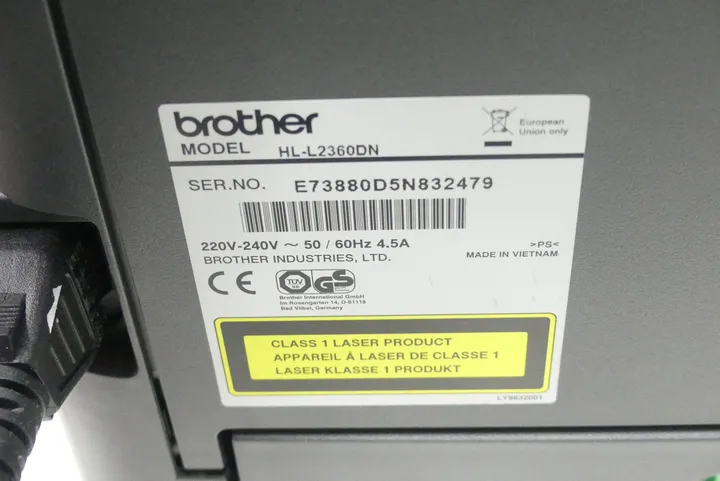 brother
MODEL HL-L2360DN
European
Union only
SER.NO. E73880D5N832479
220V-240V ~ 50 / 60Hz 4.5A
BROTHER INDUSTRIES, LTD.
>PS<
MADE IN VIETNAM
CE
TÜV GS
Brother International GmbH
Im Rosengarten 14, D-61118
Bad Vilbel, Germany
CLASS 1 LASER PRODUCT
APPAREIL À LASER DE CLASSE 1
LASER KLASSE 1 PRODUKT
LY9632001